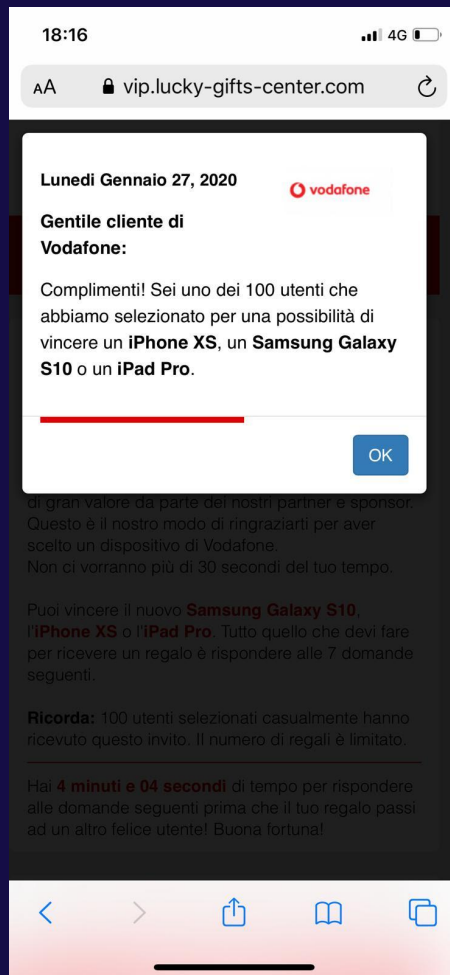 18:16
4G
AA vip.lucky-gifts-center.com
Lunedi Gennaio 27, 2020
vodafone
Gentile cliente di
Vodafone:
Complimenti! Sei uno dei 100 utenti che
abbiamo selezionato per una possibilità di
vincere un iPhone XS, un Samsung Galaxy
S10 o un iPad Pro.
OK
di gran valore da parte dei nostri partner e sponsor.
Questo è il nostro modo di ringraziarti per aver
scelto un dispositivo di Vodafone.
Non ci vorranno più di 30 secondi del tuo tempo.
Puoi vincere il nuovo Samsung Galaxy S10,
l'iPhone XS o l'iPad Pro. Tutto quello che devi fare
per ricevere un regalo è rispondere alle 7 domande
seguenti.
Ricorda: 100 utenti selezionati casualmente hanno
ricevuto questo invito. Il numero di regali è limitato.
Hai 4 minuti e 04 secondi di tempo per rispondere
alle domande seguenti prima che il tuo regalo passi
ad un altro felice utente! Buona fortuna!